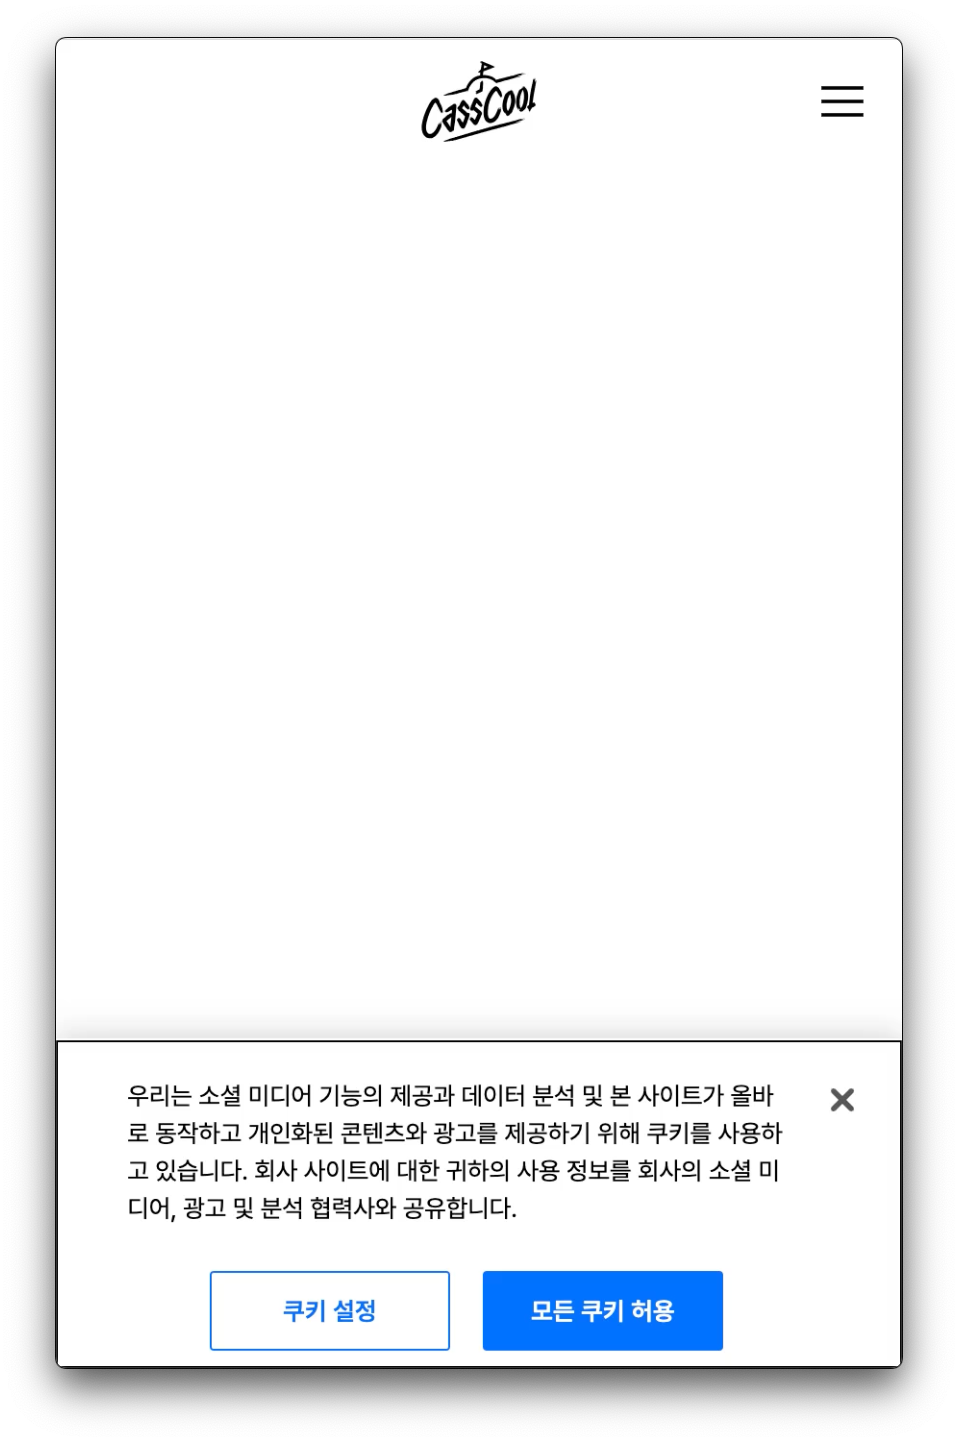 CassCool
우리는 소셜 미디어 기능의 제공과 데이터 분석 및 본 사이트가 올바
로 동작하고 개인화된 콘텐츠와 광고를 제공하기 위해 쿠키를 사용하
고 있습니다. 회사 사이트에 대한 귀하의 사용 정보를 회사의 소셜 미
디어, 광고 및 분석 협력사와 공유합니다.
쿠키 설정
모든 쿠키 허용